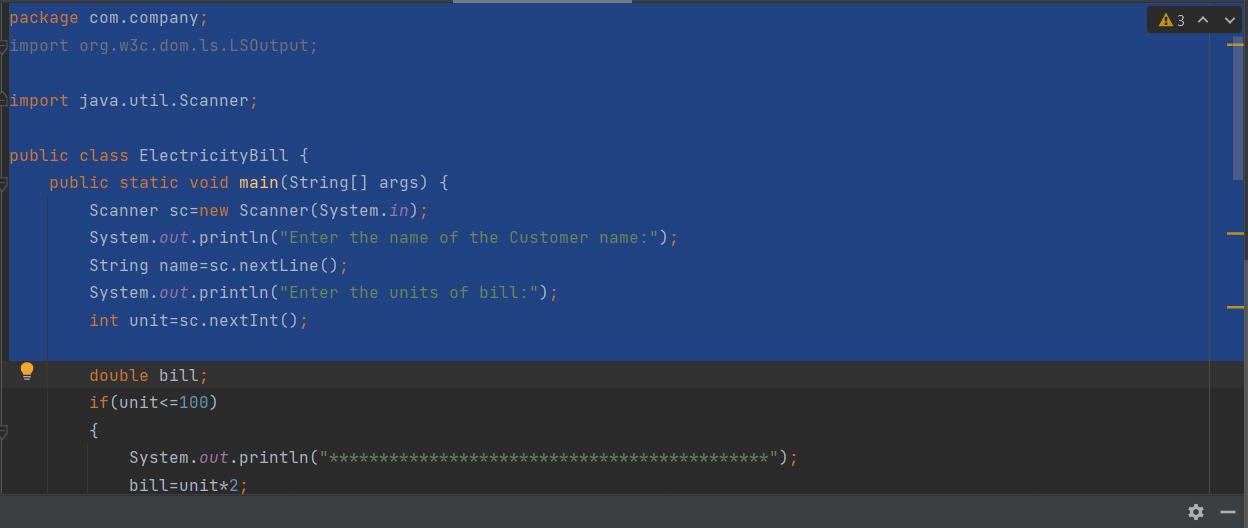 package com.company;
3
import org.w3c.dom.ls.LSOutput;
import java.util.Scanner;
public class ElectricityBill {
public static void main(String[] args) {
Scanner sc=new Scanner(System.in);
System.out.println("Enter the name of the Customer name:");
String name=sc.nextLine();
System.out.println("Enter the units of bill:");
int unit=sc.nextInt();
double bill;
if(unit<=100)
{
System.out.println("********************************************");
bill=unit*2;